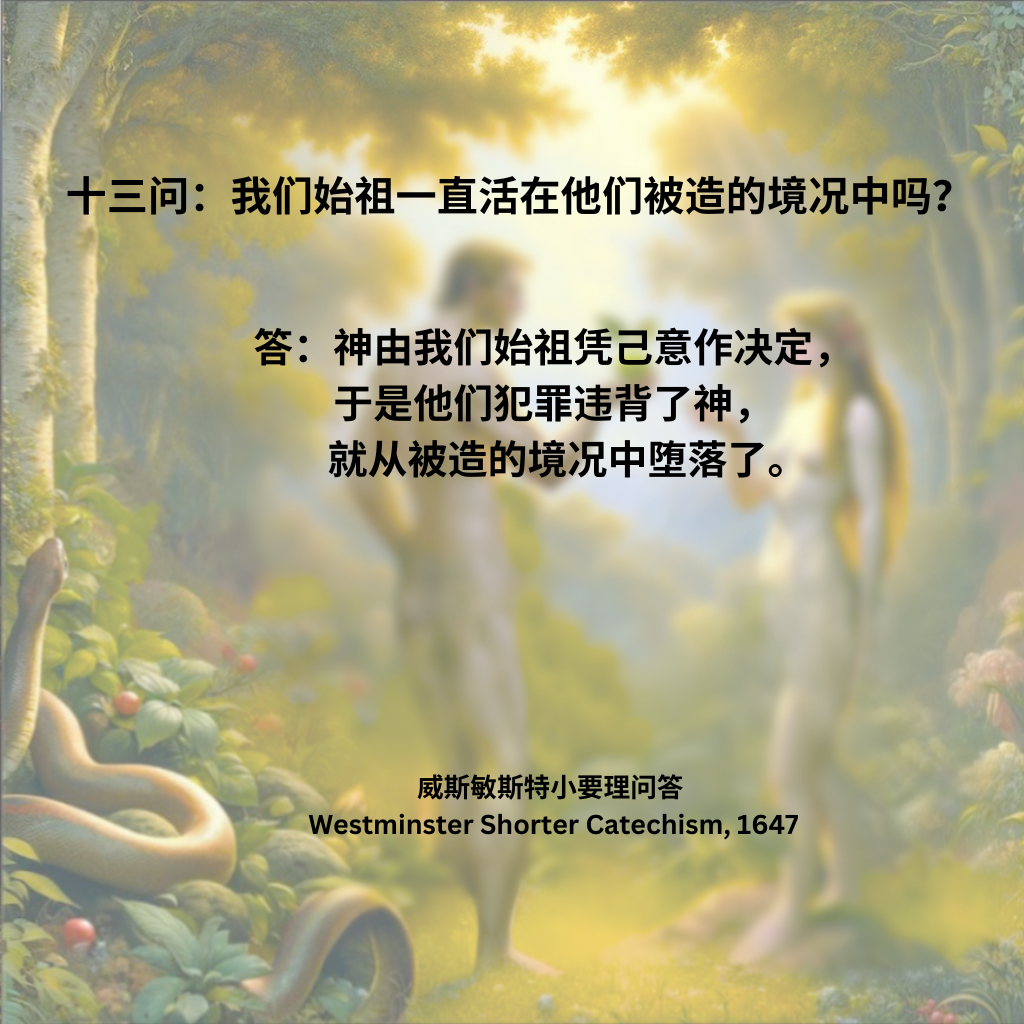 十三问：我们始祖一直活在他们被造的境况中吗？
答：神由我们始祖凭己意作决定，
于是他们犯罪违背了神，
就从被造的境况中堕落了。
威斯敏斯特小要理问答
Westminster Shorter Catechism, 1647